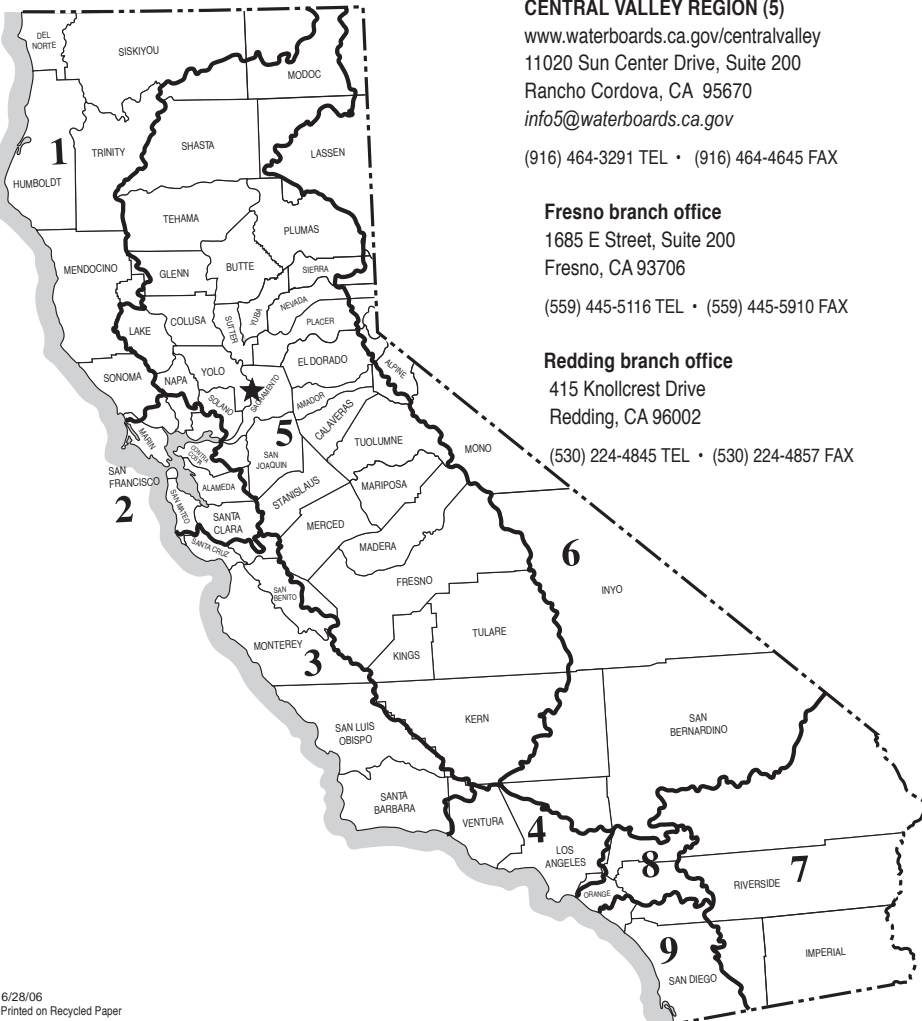 CENTRAL VALLEY REGION (5)
www.waterboards.ca.gov/centralvalley
11020 Sun Center Drive, Suite 200
Rancho Cordova, CA 95670
info5@waterboards.ca.gov
(916) 464-3291 TEL • (916) 464-4645 FAX
Fresno branch office
1685 E Street, Suite 200
Fresno, CA 93706
(559) 445-5116 TEL • (559) 445-5910 FAX
Redding branch office
415 Knollcrest Drive
Redding, CA 96002
(530) 224-4845 TEL • (530) 224-4857 FAX
DEL
NORTE
SISKIYOU
MODOC
1
TRINITY
SHASTA
LASSEN
HUMBOLDT
TEHAMA
PLUMAS
MENDOCINO
GLENN
BUTTE
SIERRA
LAKE
COLUSA
SUTTER
YUBA
NEVADA
PLACER
SONOMA
NAPA
YOLO
EL DORADO
ALPINE
SOLANO
SACRAMENTO
AMADOR
MARIN
5
CALAVERAS
TUOLUMNE
MONO
CONTRA
COSTA
SAN
JOAQUIN
SAN
FRANCISCO
2
ALAMEDA
SAN MATEO
SANTA
CLARA
STANISLAUS
MARIPOSA
MERCED
SANTA CRUZ
MADERA
6
SAN
BENITO
FRESNO
INYO
MONTEREY
3
KINGS
TULARE
SAN LUIS
OBISPO
KERN
SAN
BERNARDINO
SANTA
BARBARA
VENTURA
4
LOS
ANGELES
8
7
RIVERSIDE
ORANGE
9
SAN DIEGO
IMPERIAL
6/28/06
Printed on Recycled Paper